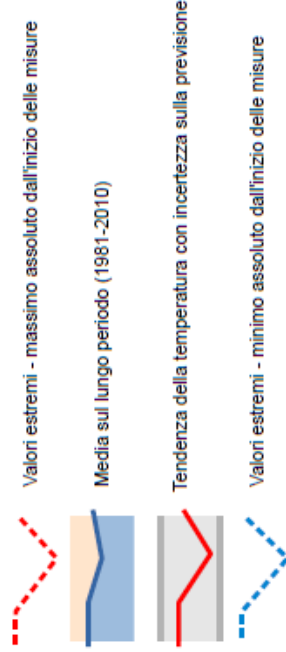 Valori estremi - massimo assoluto dall'inizio delle misure
Media sul lungo periodo (1981-2010)
Tendenza della temperatura con incertezza sulla previsione
Valori estremi - minimo assoluto dall'inizio delle misure